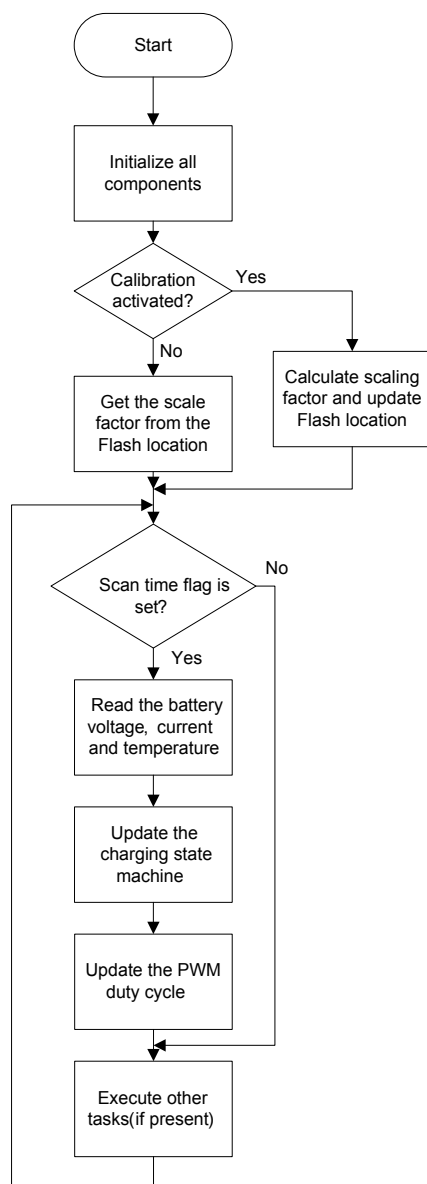 Start
Initialize all
components
Calibration
activated?
Yes
No
Get the scale
factor from the
Flash location
Calculate scaling
factor and update
Flash location
Scan time flag is
set?
No
Yes
Read the battery
voltage, current
and temperature
Update the
charging state
machine
Update the PWM
duty cycle
Execute other
tasks(if present)